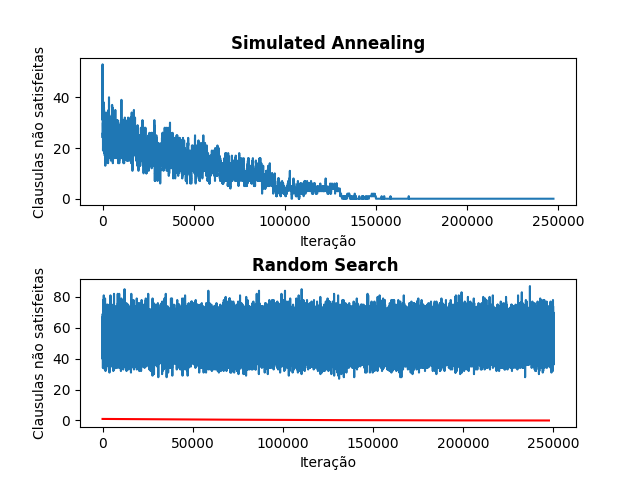 Simulated Annealing
Clausulas não satisfeitas
40
20
0
0 50000 100000 150000 200000 250000
Iteração
Random Search
Clausulas não satisfeitas
80
60
40
20
0
0 50000 100000 150000 200000 250000
Iteração